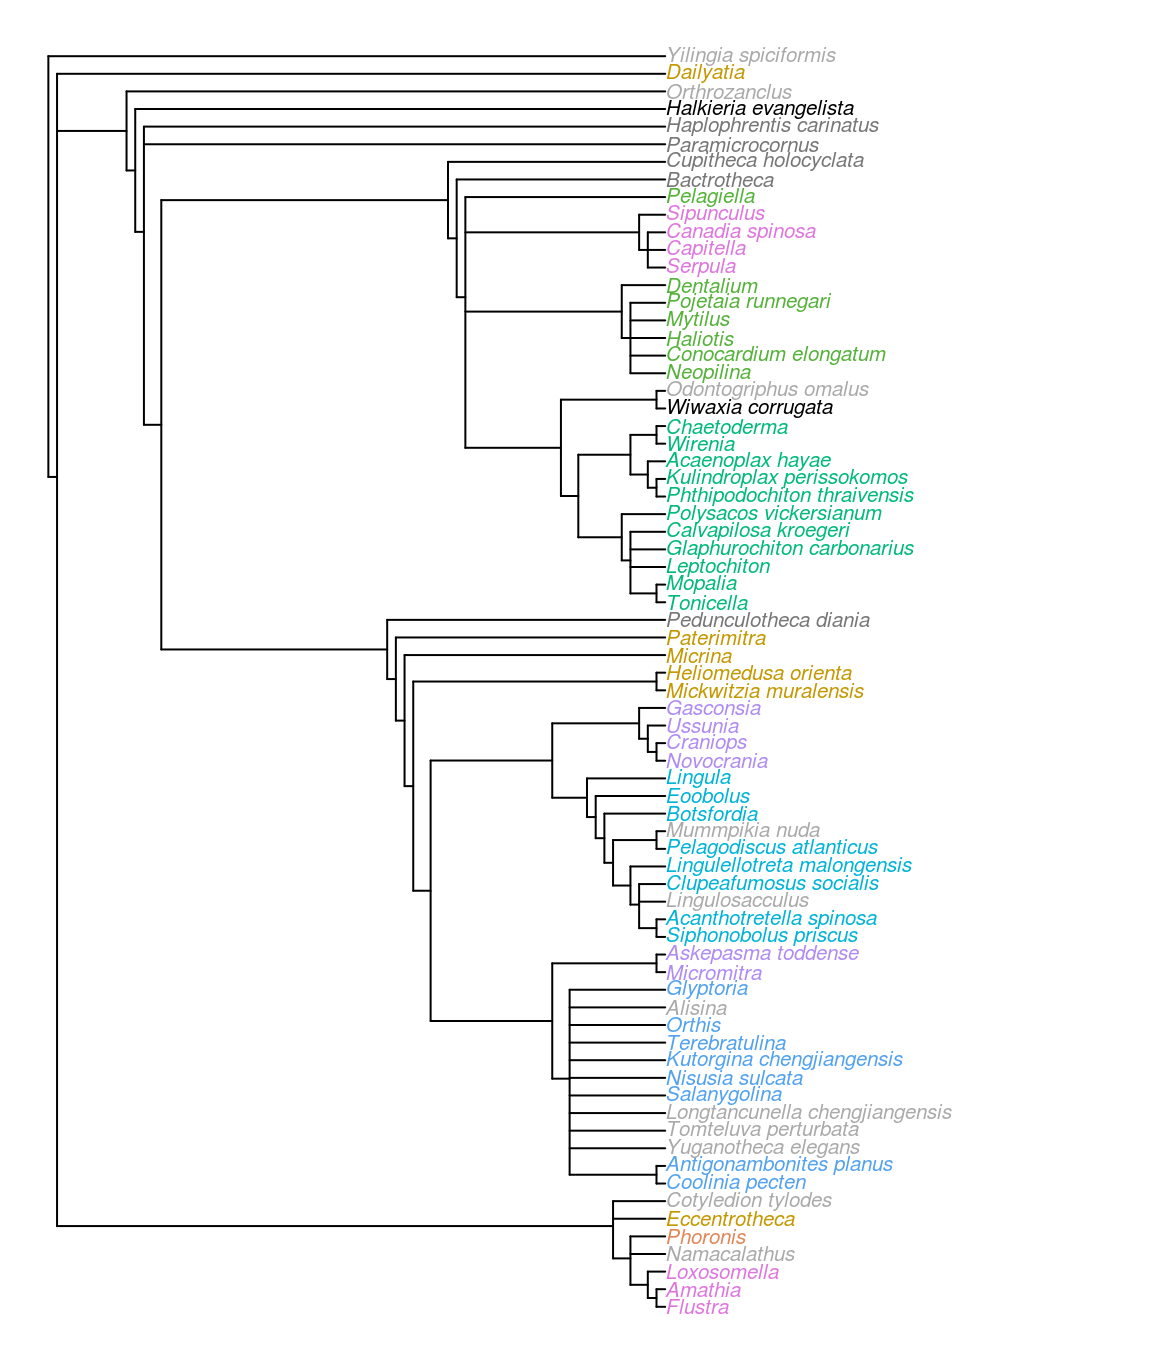 Yilingia spiciformis
Dailyatia
Orthrozanclus
Halkieria evangelista
Haplophrentis carinatus
Paramicrocornus
Cupitheca holocyclata
Bactrotheca
Pelagiella
Sipunculus
Canadia spinosa
Capitella
Serpula
Dentalium
Pojetaia runnegari
Mytilus
Haliotis
Conocardium elongatum
Neopilina
Odontogriphus omalus
Wiwaxia corrugata
Chaetoderma
Wirenia
Acaenoplax hayae
Kulindroplax perissokomos
Phthipodochiton thraivensis
Polysacos vickersianum
Calvapilosa kroegeri
Glaphurochiton carbonarius
Leptochiton
Mopalia
Tonicella
Pedunculotheca diania
Paterimitra
Micrina
Heliomedusa orienta
Mickwitzia muralensis
Gasconsia
Ussunia
Craniops
Novocrania
Lingula
Eoobolus
Botsfordia
Mummpikia nuda
Pelagodiscus atlanticus
Lingulellotreta malongensis
Clupeafumosus socialis
Lingulosacculus
Acanthotretella spinosa
Siphonobolus priscus
Askepasma toddense
Micromitra
Glyptoria
Alisina
Orthis
Terebratulina
Kutorgina chengjiangensis
Nisusia sulcata
Salanygolina
Longtancunella chengjiangensis
Tomteluva perturbata
Yuganotheca elegans
Antigonambonites planus
Coolinia pecten
Cotyledion tylodes
Eccentrotheca
Phoronis
Namacalathus
Loxosomella
Amathia
Flustra